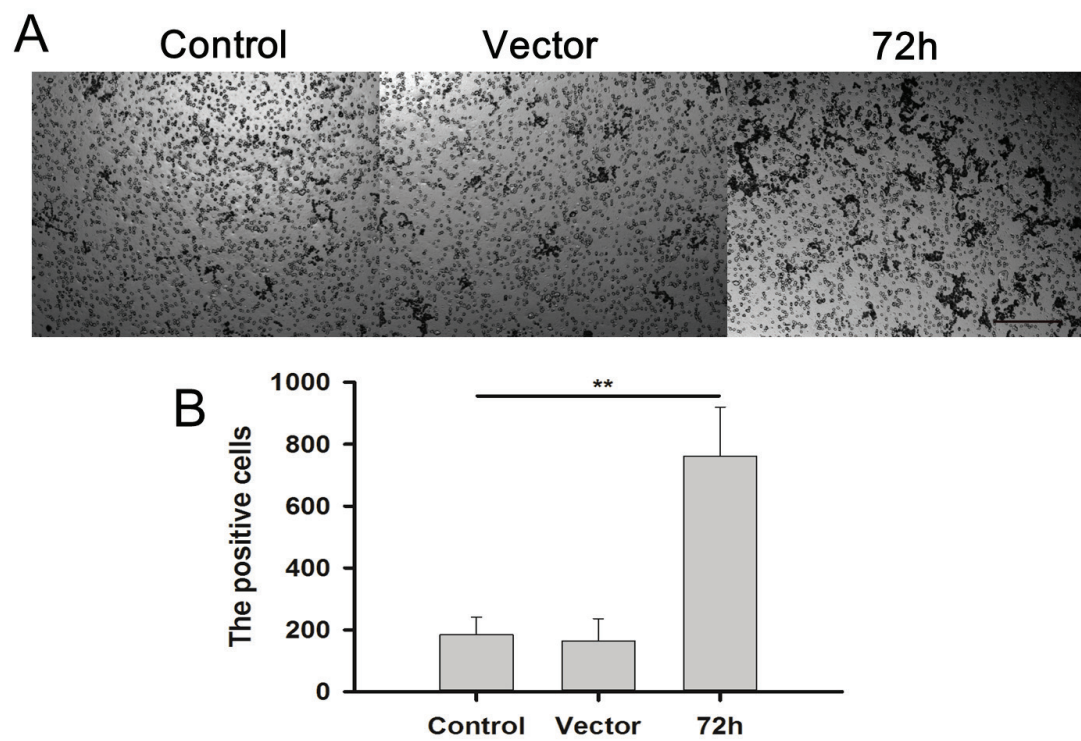 A
Control Vector 72h
B
**
1000
800
600
400
200
0
The positive cells
Control Vector 72h